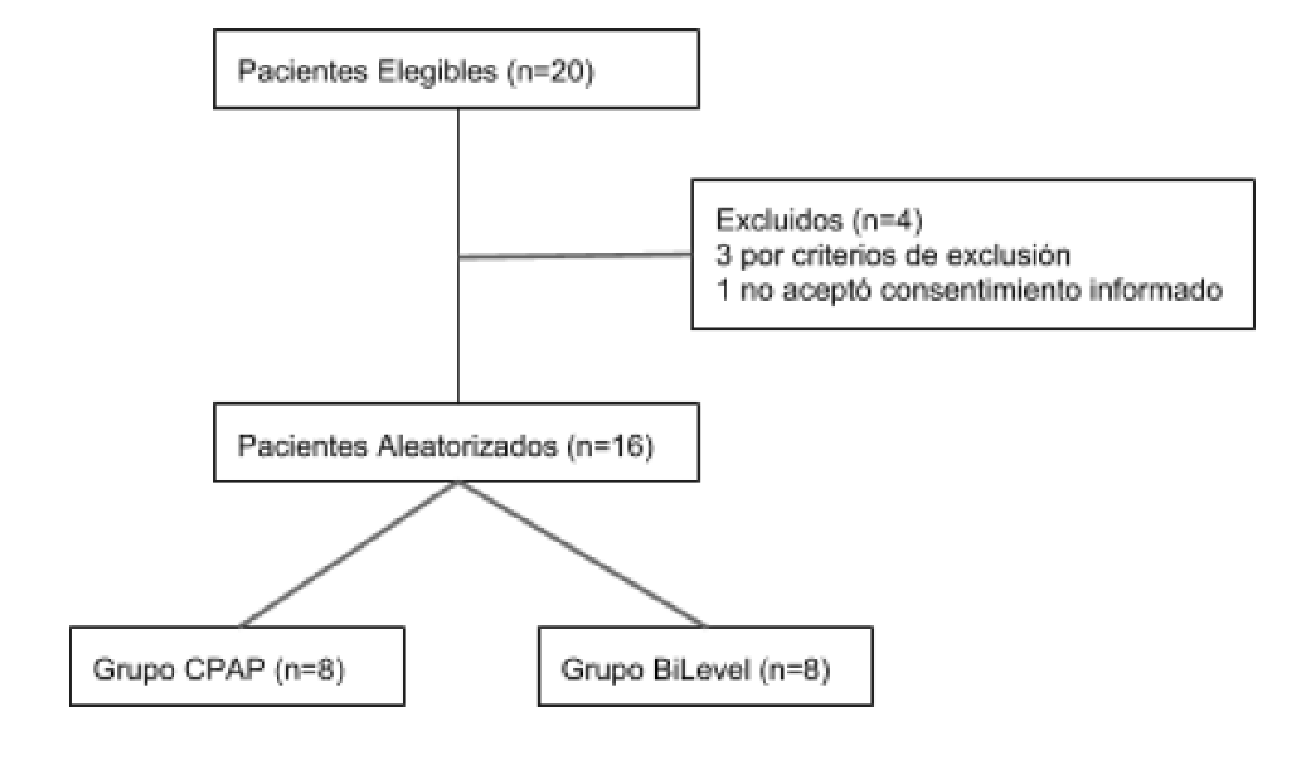 Pacientes Elegibles (n=20)
Excluidos (n=4)
3 por criterios de exclusión
1 no aceptó consentimiento informado
Pacientes Aleatorizados (n=16)
Grupo CPAP (n=8)
Grupo BiLevel (n=8)